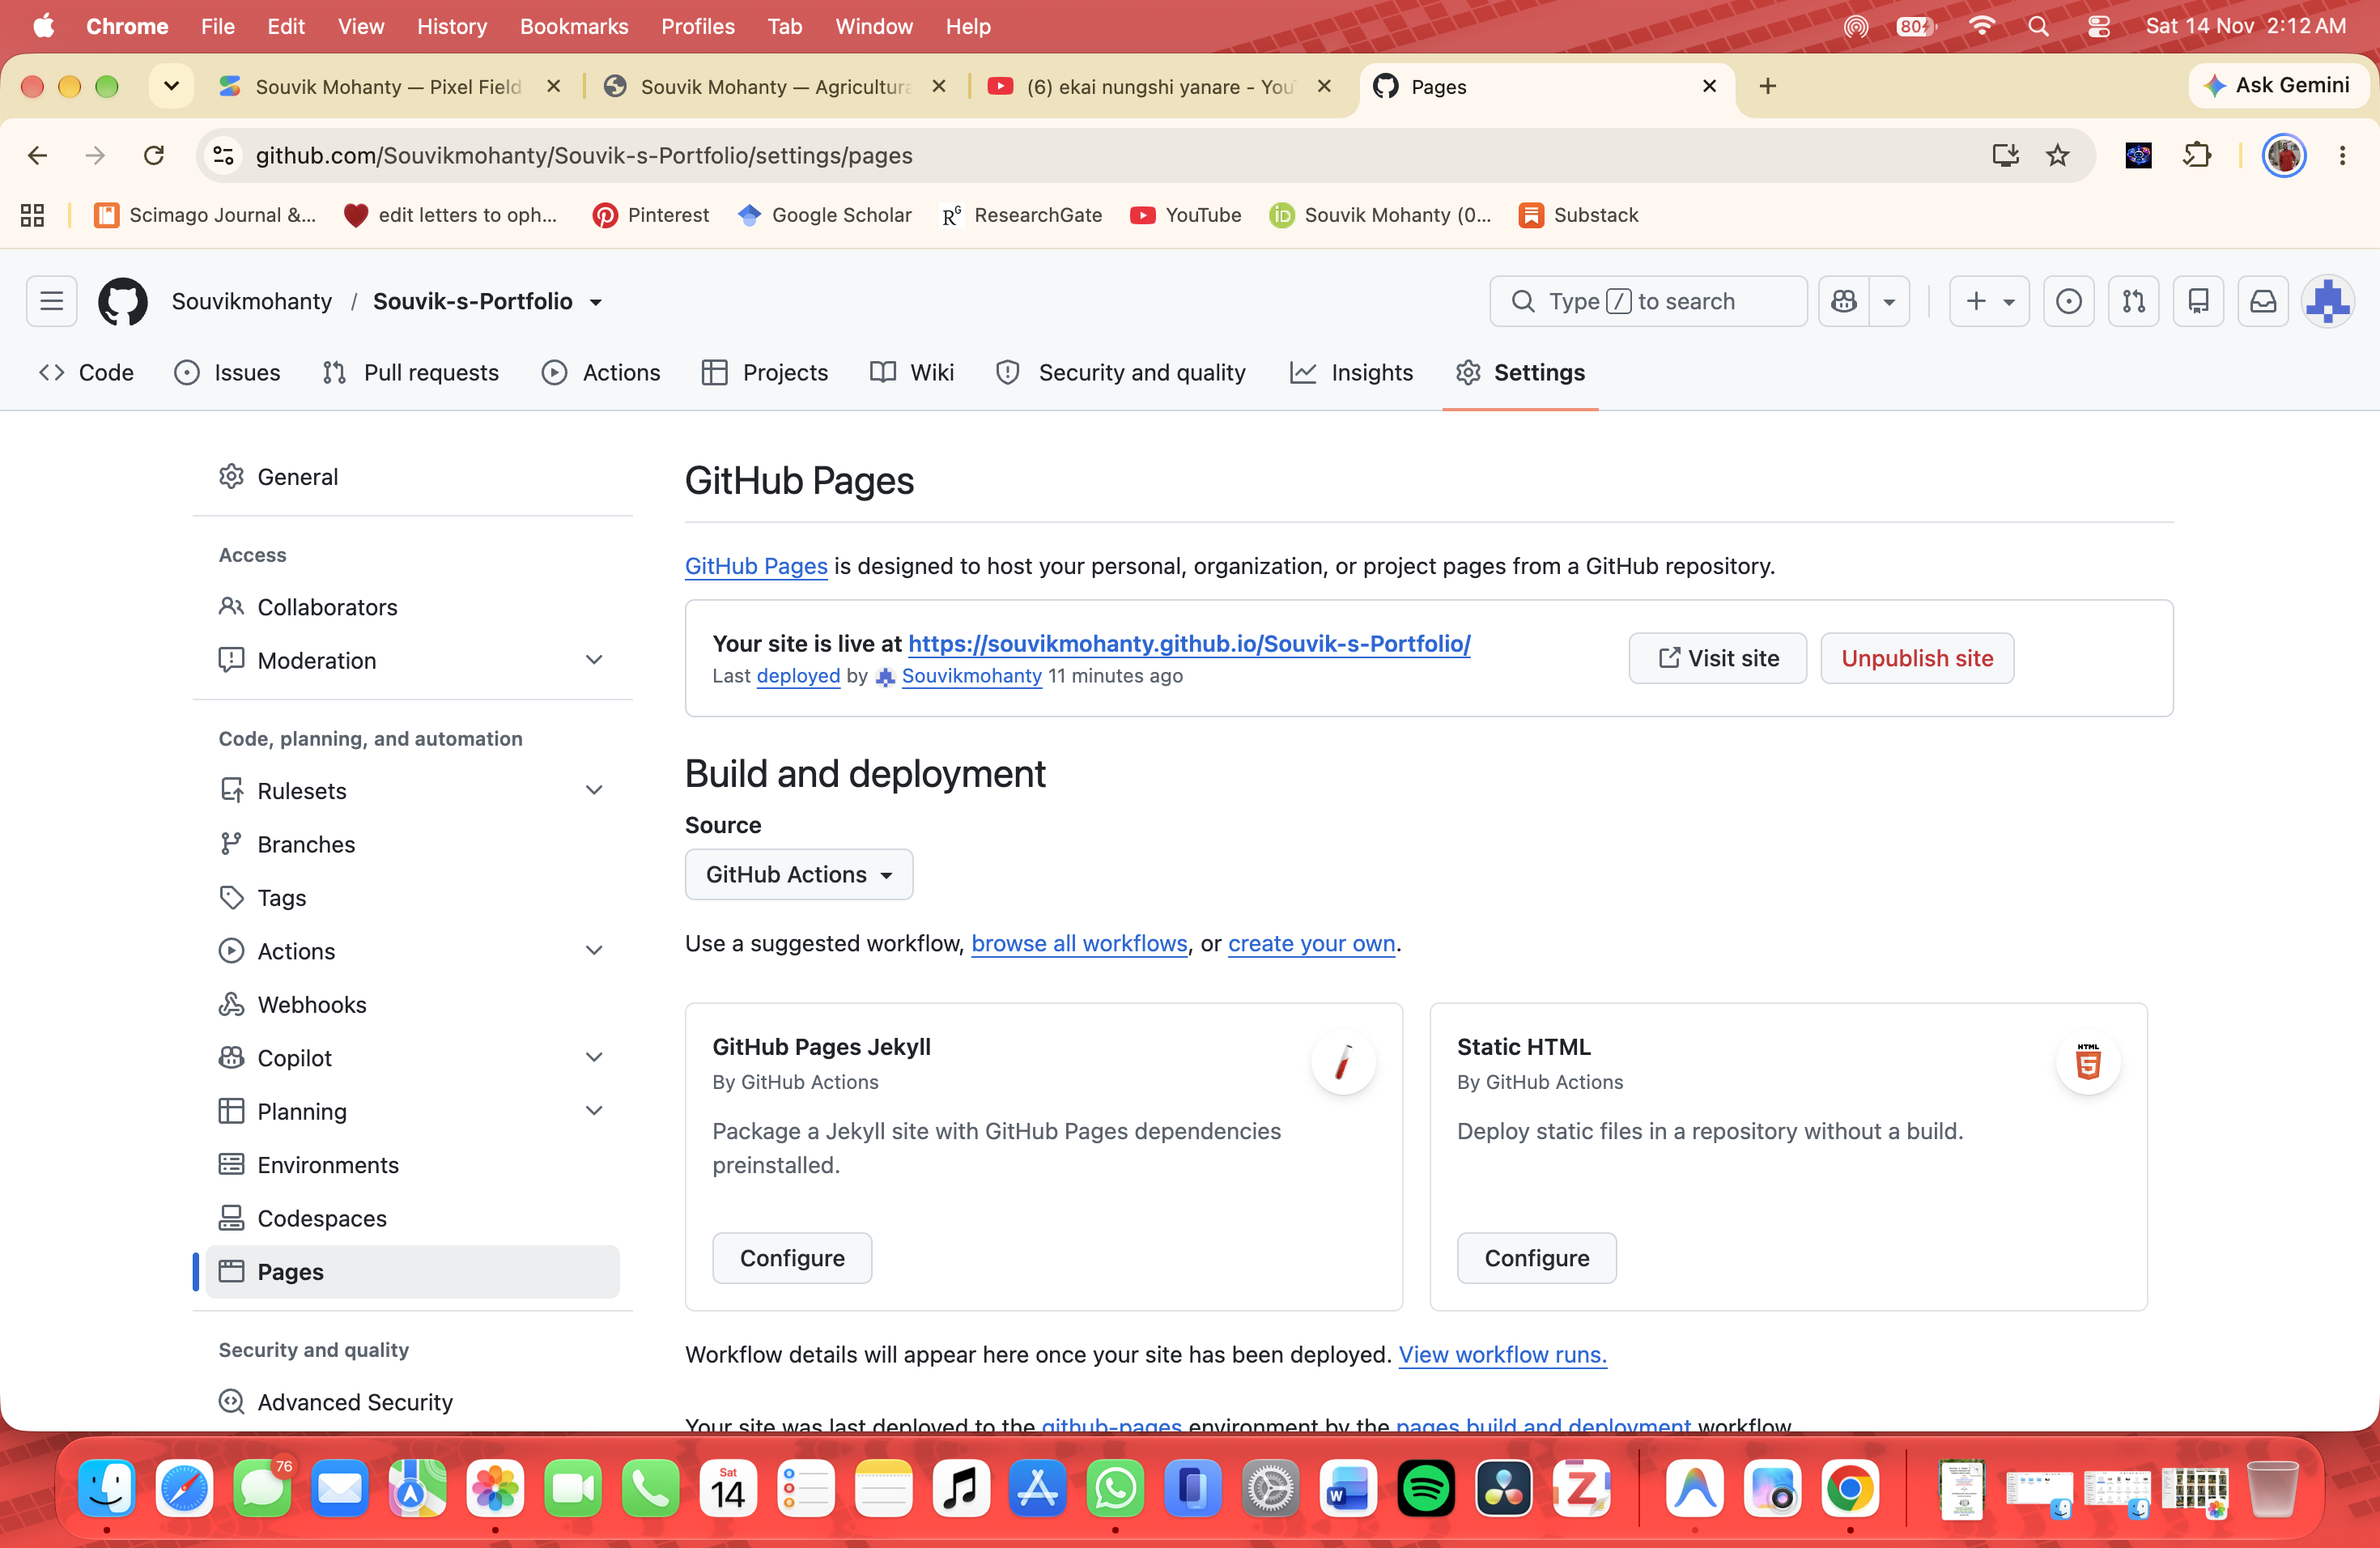 Chrome File Edit View History Bookmarks Profiles Tab Window Help 80 Sat 14 Nov 2:12 AM
Souvik Mohanty — Pixel Field Souvik Mohanty — Agricultura (6) ekai nungshi yanare - You Pages Ask Gemini
github.com/Souvikmohanty/Souvik-s-Portfolio/settings/pages
Scimago Journal &... edit letters to oph... Pinterest Google Scholar ResearchGate YouTube Souvik Mohanty (0... Substack
Souvikmohanty / Souvik-s-Portfolio Type / to search
Code Issues Pull requests Actions Projects Wiki Security and quality Insights Settings
General
Access
Collaborators
Moderation
Code, planning, and automation
Rulesets
Branches
Tags
Actions
Webhooks
Copilot
Planning
Environments
Codespaces
Pages
Security and quality
Advanced Security
GitHub Pages
GitHub Pages is designed to host your personal, organization, or project pages from a GitHub repository.
Your site is live at https://souvikmohanty.github.io/Souvik-s-Portfolio/
Last deployed by Souvikmohanty 11 minutes ago
Visit site Unpublish site
Build and deployment
Source
GitHub Actions
Use a suggested workflow, browse all workflows, or create your own.
GitHub Pages Jekyll
By GitHub Actions
Package a Jekyll site with GitHub Pages dependencies
preinstalled.
Configure
Static HTML
By GitHub Actions
Deploy static files in a repository without a build.
Configure
HTML
5
Workflow details will appear here once your site has been deployed. View workflow runs.
Your site was last deployed to the github-pages environment by the pages build and deployment workflow
76
Sat
14
W
Z